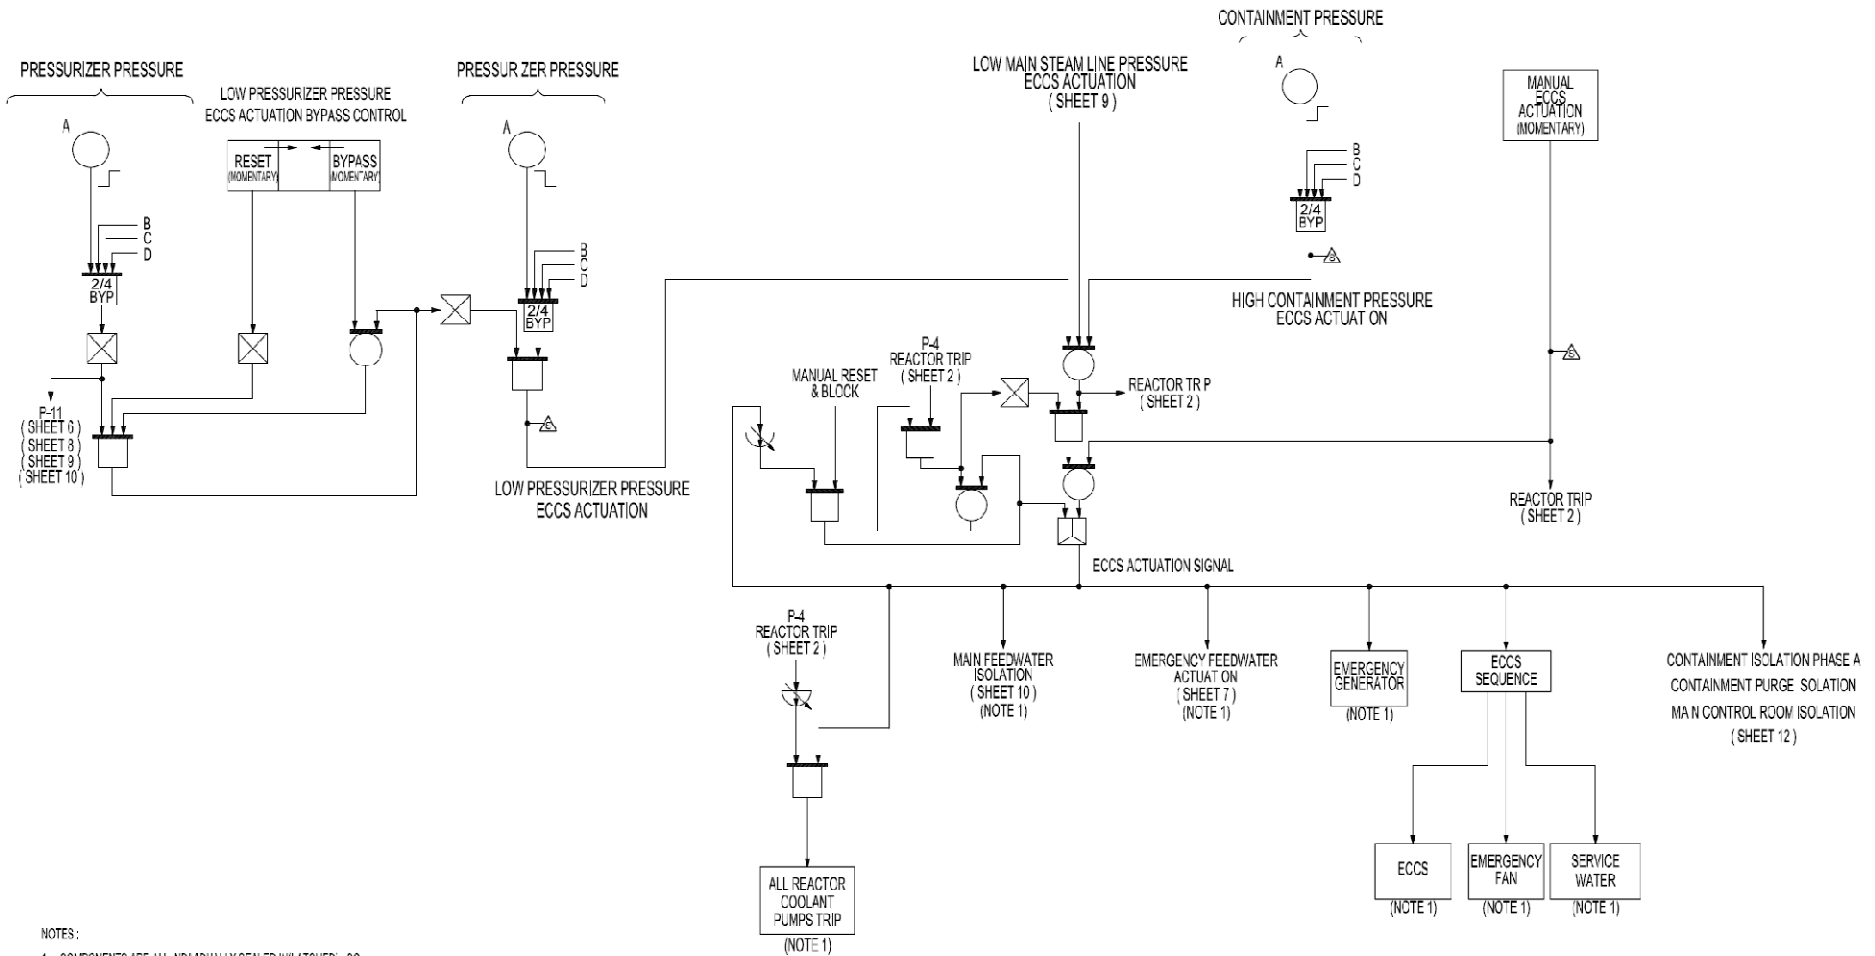 CONTAINMENT PRESSURE
PRESSURIZER PRESSURE
LOW PRESSURIZER PRESSURE
ECCS ACTUATION BYPASS CONTROL
PRESSUR ZER PRESSURE
LOW MAIN STEAM LINE PRESSURE
ECCS ACTUATION
( SHEET 9 )
MANUAL
ECCS
ACTUATION
(MOMENTARY)
A
A
A
RESET
(MOMENTARY)
BYPASS
(MOMENTARY)
B
C
D
2/4
BYP
B
C
D
2/4
BYP
B
C
D
2/4
BYP
HIGH CONTAINMENT PRESSURE
ECCS ACTUAT ON
P-11
( SHEET 6 )
( SHEET 8 )
( SHEET 9 )
( SHEET 10 )
LOW PRESSURIZER PRESSURE
ECCS ACTUATION
MANUAL RESET
& BLOCK
P-4
REACTOR TRIP
( SHEET 2 )
REACTOR TR P
( SHEET 2 )
REACTOR TRIP
( SHEET 2 )
ECCS ACTUATION SIGNAL
P-4
REACTOR TRIP
( SHEET 2 )
MAIN FEEDWATER
ISOLATION
( SHEET 10 )
(NOTE 1)
EMERGENCY FEEDWATER
ACTUAT ON
( SHEET 7 )
(NOTE 1)
EMERGENCY
GENERATOR
(NOTE 1)
ECCS
SEQUENCE
CONTAINMENT ISOLATION PHASE A
CONTAINMENT PURGE SOLATION
MA N CONTROL ROOM ISOLATION
( SHEET 12 )
ALL REACTOR
COOLANT
PUMPS TRIP
(NOTE 1)
ECCS
(NOTE 1)
EMERGENCY
FAN
(NOTE 1)
SERVICE
WATER
(NOTE 1)
NOTES :